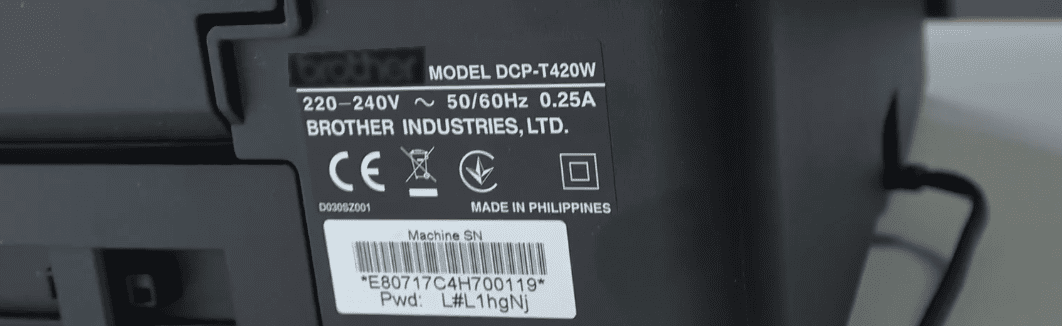 brother MODEL DCP-T420W
220-240V ~ 50/60Hz 0.25A
BROTHER INDUSTRIES, LTD.
CE
D030SZ001 MADE IN PHILIPPINES
Machine SN
*E80717C4H700119*
Pwd: L#L1hgNj